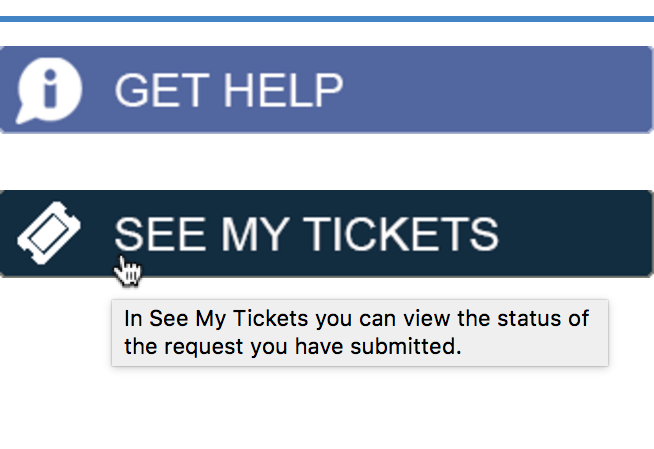 GET HELP
SEE MY TICKETS
In See My Tickets you can view the status of
the request you have submitted.